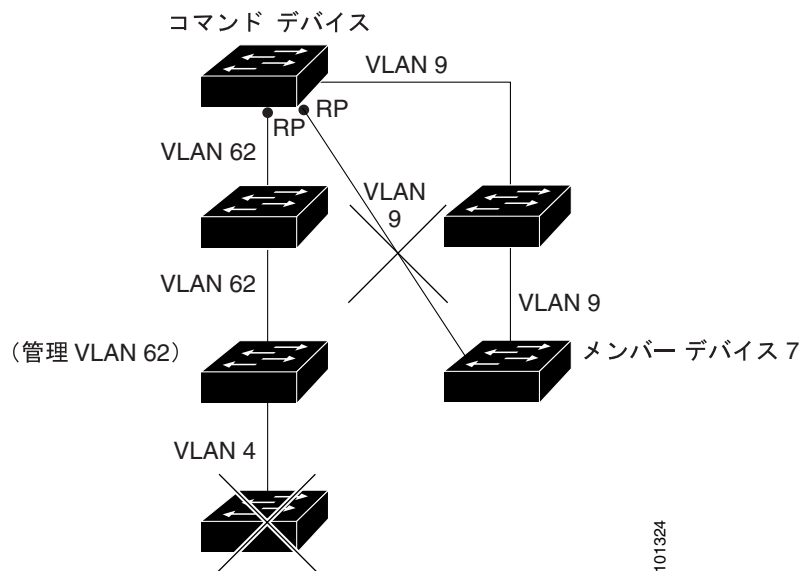 コマンド デバイス
VLAN 9
RP
RP
VLAN 62
VLAN
9
VLAN 62
VLAN 9
（管理 VLAN 62）
メンバー デバイス 7
VLAN 4
101324